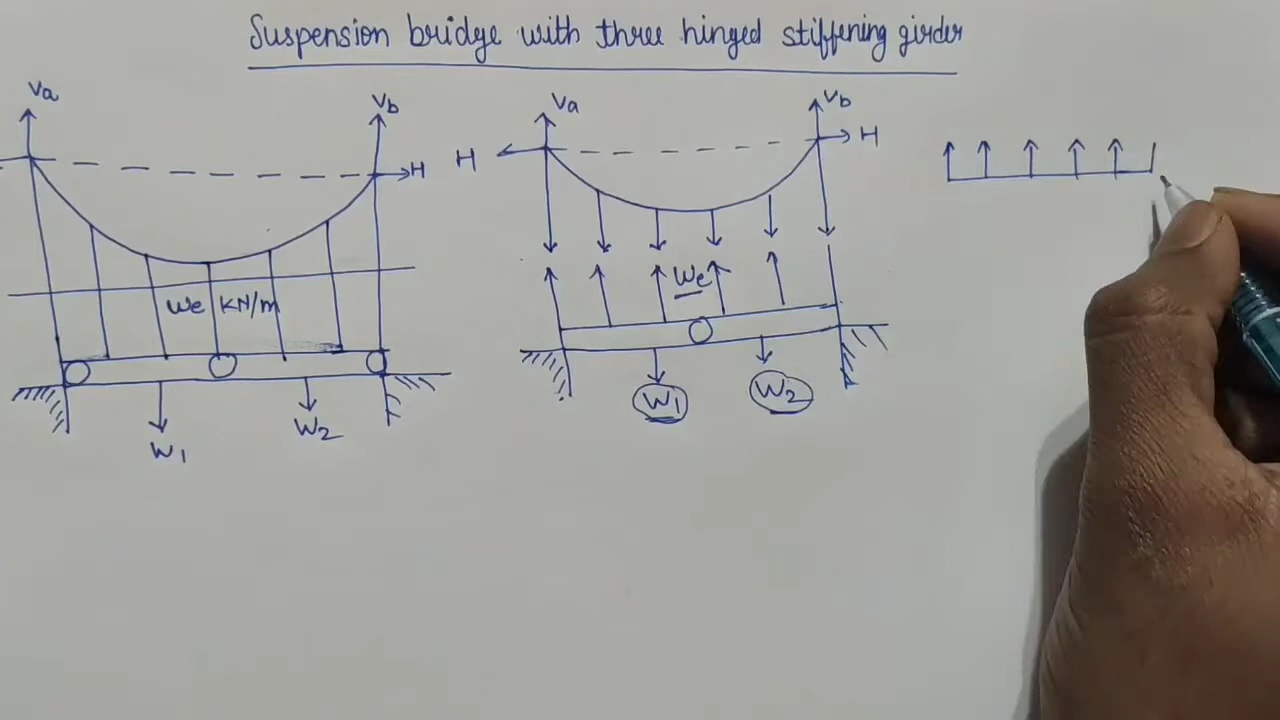 Suspension bridge with three hinged stiffening girder
Va
Vb
H
we KN/m
W1
W2
Va
Vb
H
H
we
W1
W2